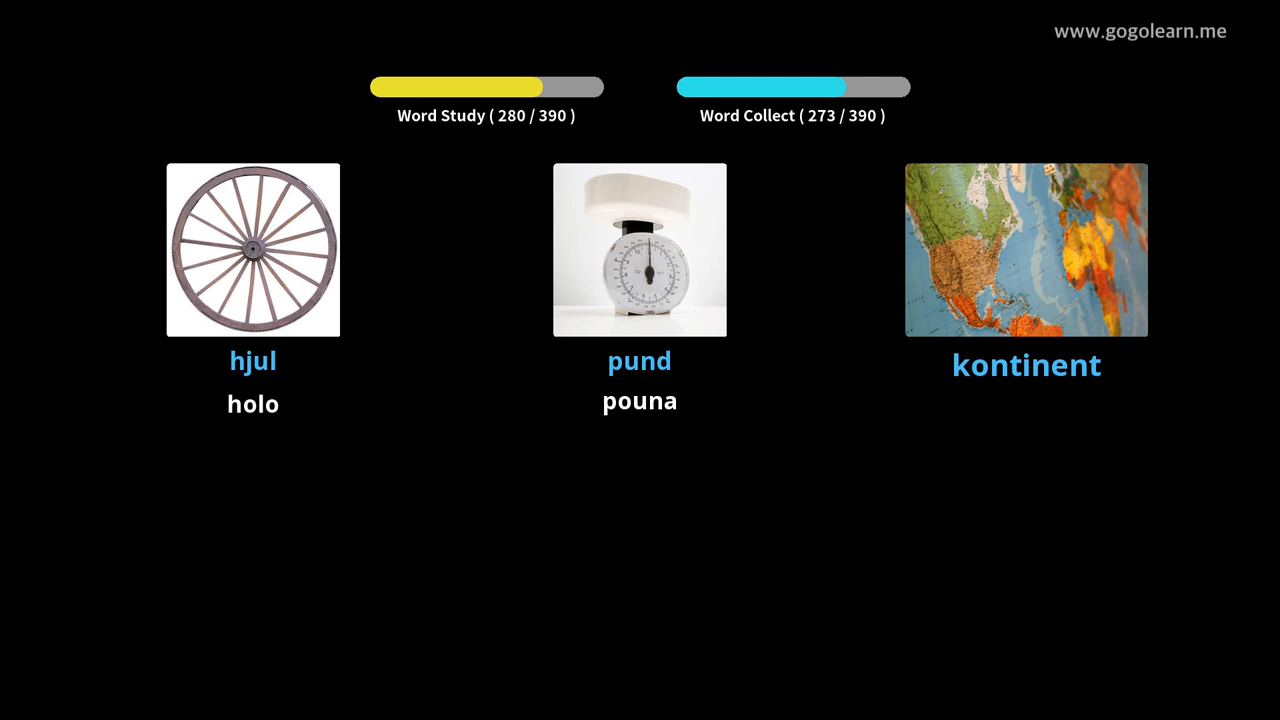 www.gogolearn.me
Word Study ( 280 / 390 )
Word Collect ( 273 / 390 )
hjul
holo
pund
pouna
kontinent